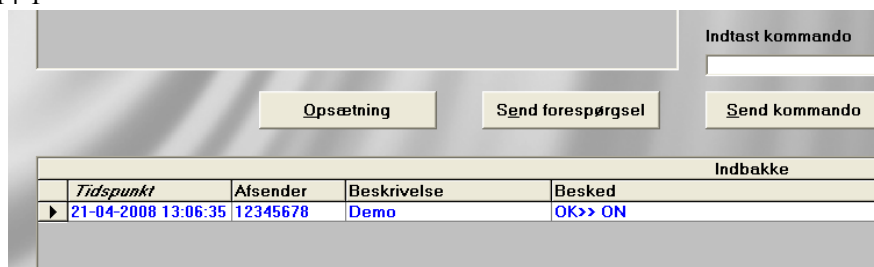 Indtast kommando
Opsætning
Send forespørgsel
Send kommando
Indbakke
Tidspunkt Afsender Beskrivelse Besked
21-04-2008 13:06:35 12345678 Demo OK>> ON